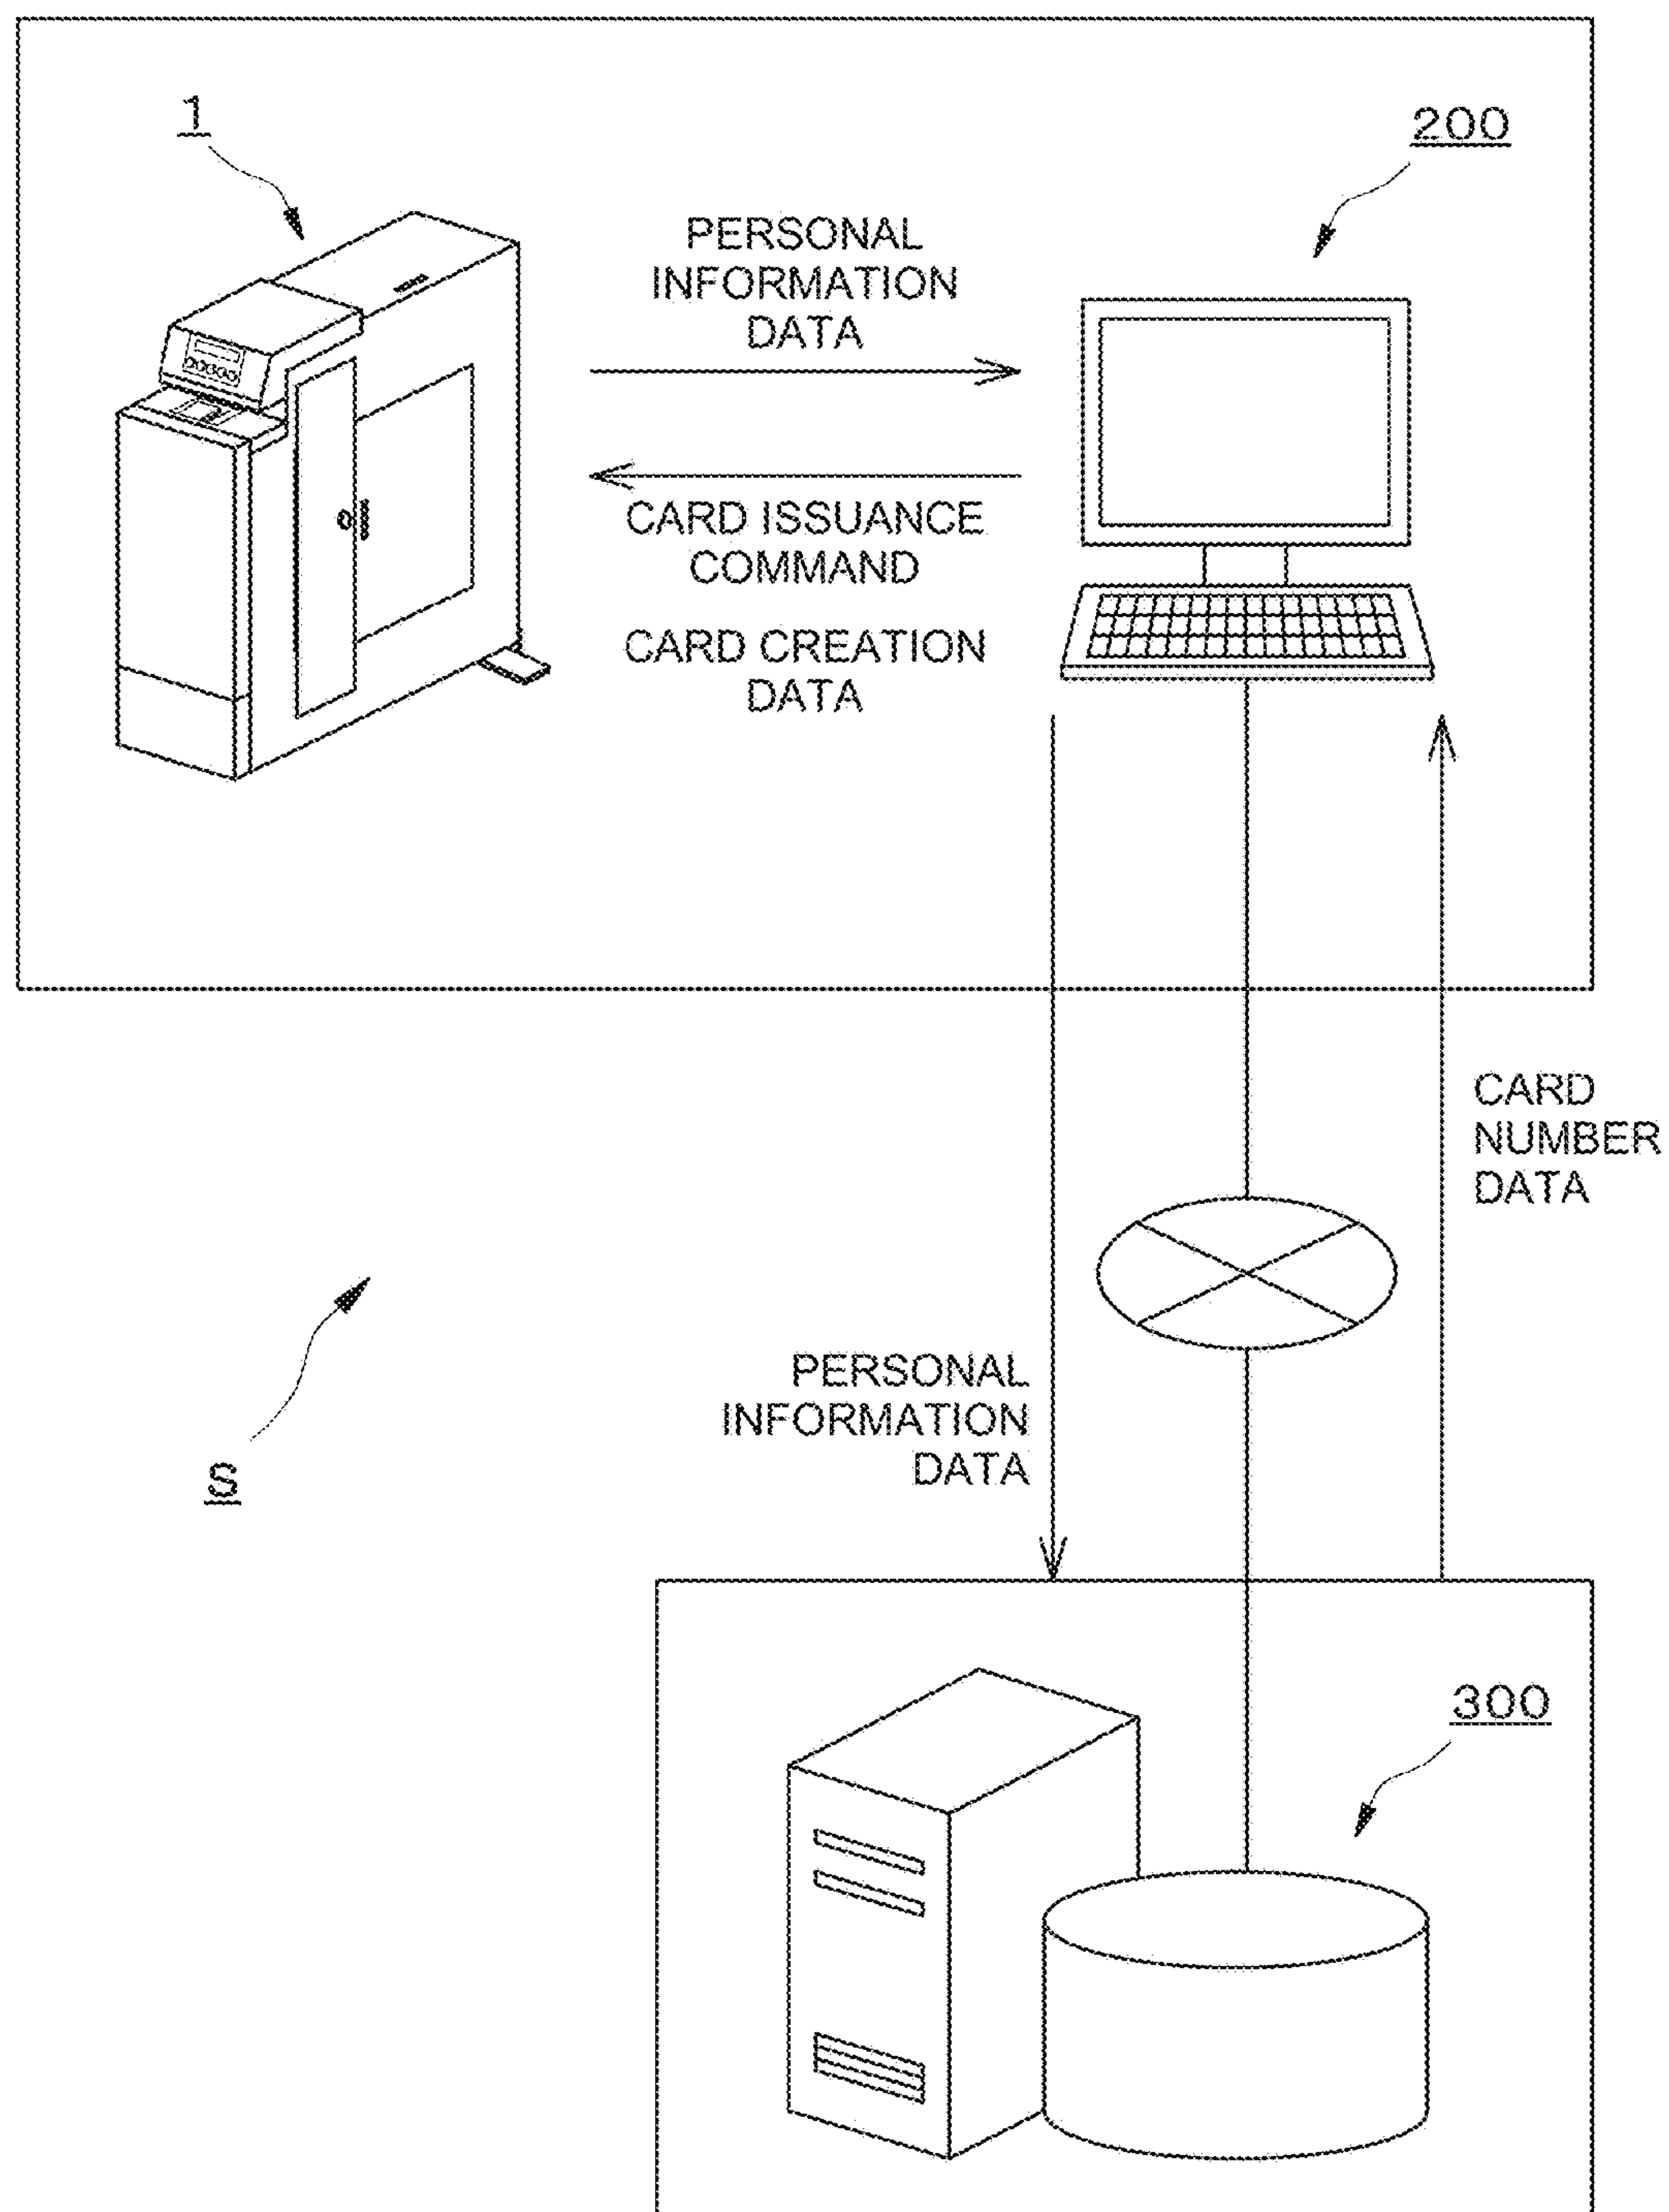 1
200
PERSONAL
INFORMATION
DATA
CARD ISSUANCE
COMMAND
CARD CREATION
DATA
CARD
NUMBER
DATA
PERSONAL
INFORMATION
DATA
S
300